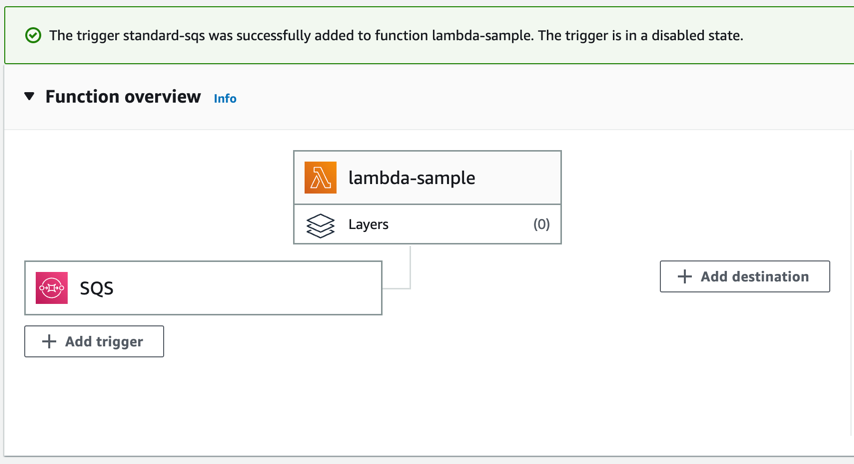 The trigger standard-sqs was successfully added to function lambda-sample. The trigger is in a disabled state.
Function overview Info
lambda-sample
Layers (0)
SQS
+ Add destination
+ Add trigger